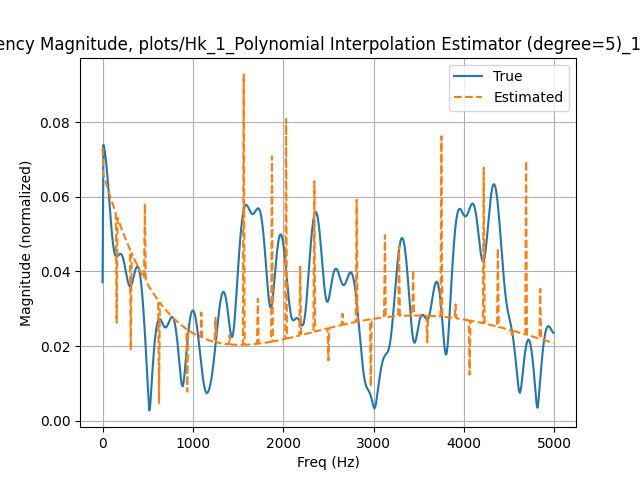 ency Magnitude, plots/Hk_1_Polynomial Interpolation Estimator (degree=5)_1
True
Estimated
Magnitude (normalized)
0.08
0.06
0.04
0.02
0.00
0
1000
2000
3000
4000
5000
Freq (Hz)